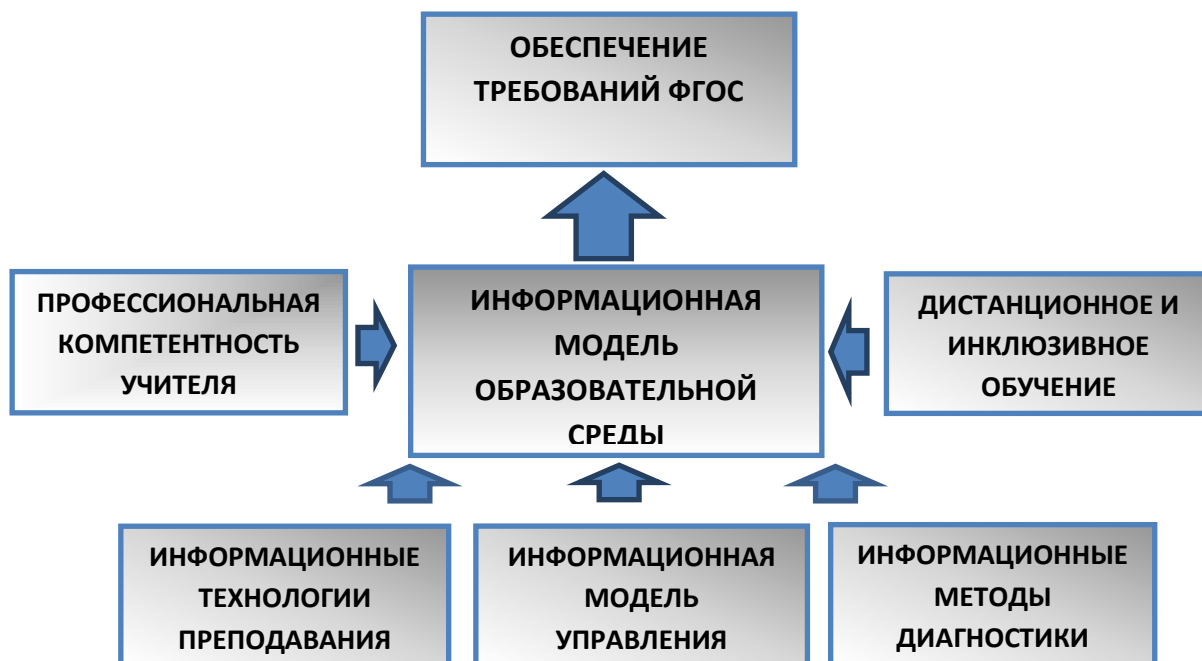 ОБЕСПЕЧЕНИЕ
ТРЕБОВАНИЙ ФГОС
ПРОФЕССИОНАЛЬНАЯ
КОМПЕТЕНТНОСТЬ
УЧИТЕЛЯ
ИНФОРМАЦИОННАЯ
МОДЕЛЬ
ОБРАЗОВАТЕЛЬНОЙ
СРЕДЫ
ДИСТАНЦИОННОЕ И
ИНКЛЮЗИВНОЕ
ОБУЧЕНИЕ
ИНФОРМАЦИОННЫЕ
ТЕХНОЛОГИИ
ПРЕПОДАВАНИЯ
ИНФОРМАЦИОННАЯ
МОДЕЛЬ
УПРАВЛЕНИЯ
ИНФОРМАЦИОННЫЕ
МЕТОДЫ
ДИАГНОСТИКИ